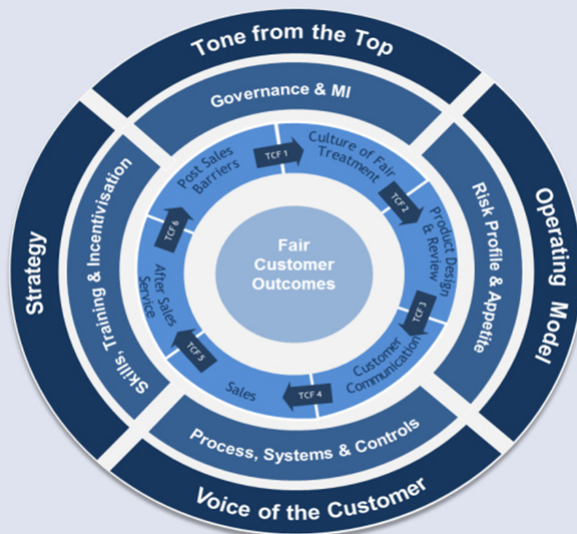 Tone from the Top
Governance & MI
Operating Model
Risk Profile & Appetite
Voice of the Customer
Process, Systems & Controls
Strategy
Skills, Training & Incentivisation
TCF 1
Culture of Fair
Treatment
TCF 2
Product Design
& Review
TCF 3
Customer
Communication
TCF 4
Sales
TCF 5
After Sales
Service
TCF 6
Post Sales
Barriers
Fair
Customer
Outcomes